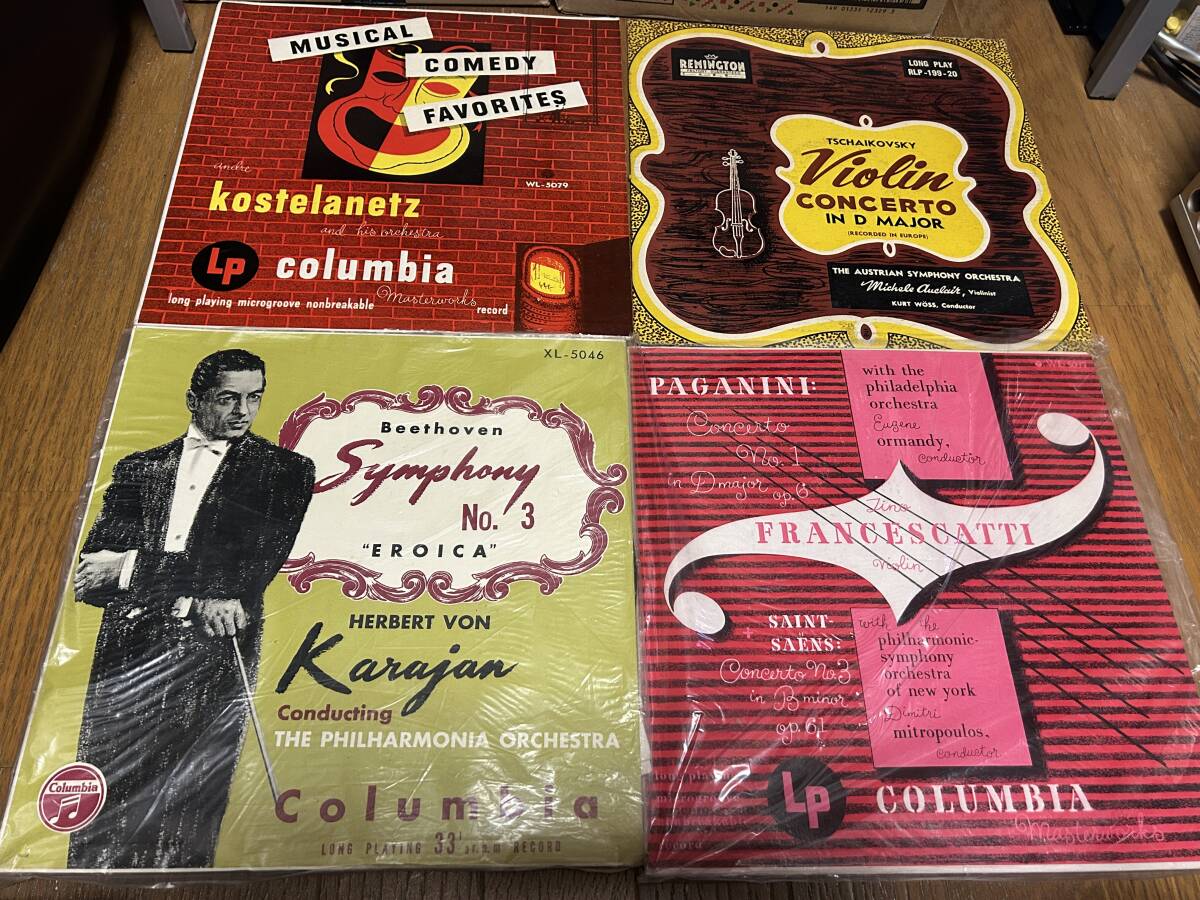 MUSICAL
COMEDY
FAVORITES
andre
kostelanetz
and his orchestra
WL-5079
LP columbia
long playing microgroove nonbreakable Masterworks record
REMINGTON
LONG PLAY
RLP-199-20
TSCHAIKOVSKY
Violin
CONCERTO
IN D MAJOR
(RECORDED IN EUROPE)
THE AUSTRIAN SYMPHONY ORCHESTRA
Michele Auclair, Violinist
KURT WÖSS, Conductor
XL-5046
Beethoven
Symphony
No. 3
"EROICA"
HERBERT VON
Karajan
Conducting
THE PHILHARMONIA ORCHESTRA
Columbia
Columbia
LONG PLAYING 33⅓ r.p.m RECORD
PAGANINI:
Concerto
No. 1
in D major
op. 6
with the
philadelphia
orchestra
Eugene
ormandy,
conductor
Zino
FRANCESCATTI
Violin
SAINT-
SAËNS:
Concerto No. 3
in B minor
op. 61
with the
philharmonic-
symphony
orchestra
of new york
Dimitri
mitropoulos,
conductor
long playing
microgroove
record
LP COLUMBIA
Masterworks